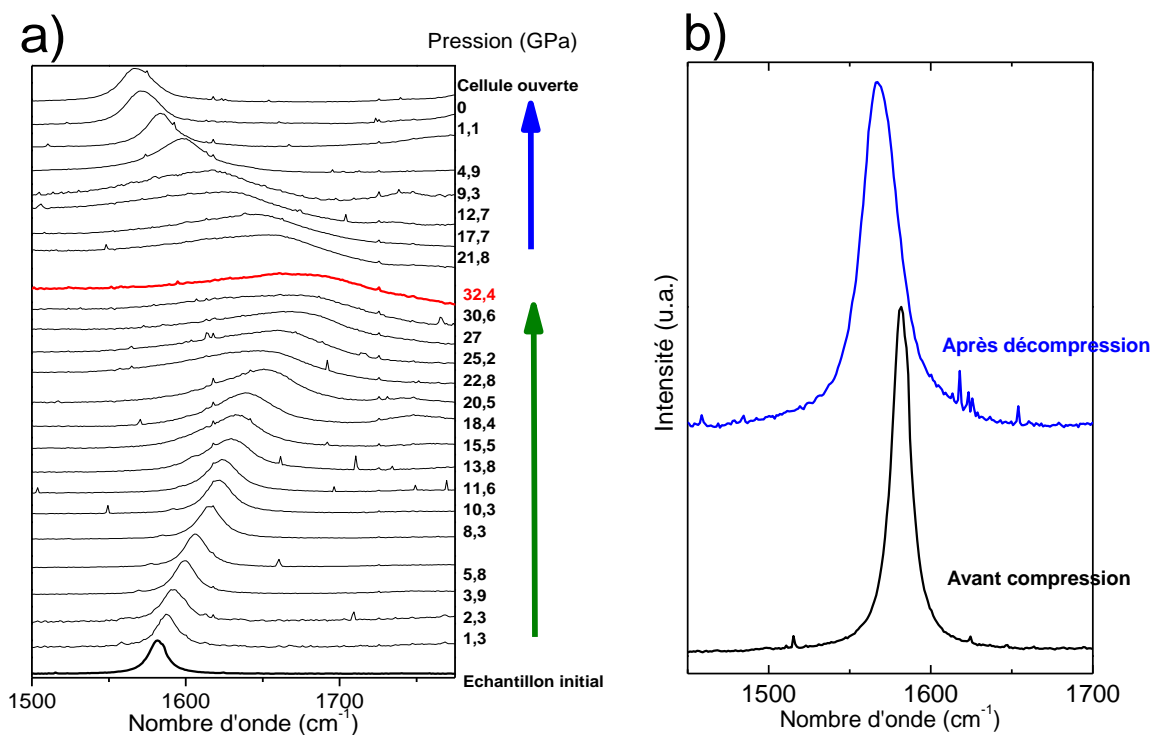 a)
Pression (GPa)
Cellule ouverte
0
1,1
4,9
9,3
12,7
17,7
21,8
32,4
30,6
27
25,2
22,8
20,5
18,4
15,5
13,8
11,6
10,3
8,3
5,8
3,9
2,3
1,3
Echantillon initial
1500 1600 1700
Nombre d'onde (cm⁻¹)
b)
Intensité (u.a.)
Après décompression
Avant compression
1500 1600 1700
Nombre d'onde (cm⁻¹)